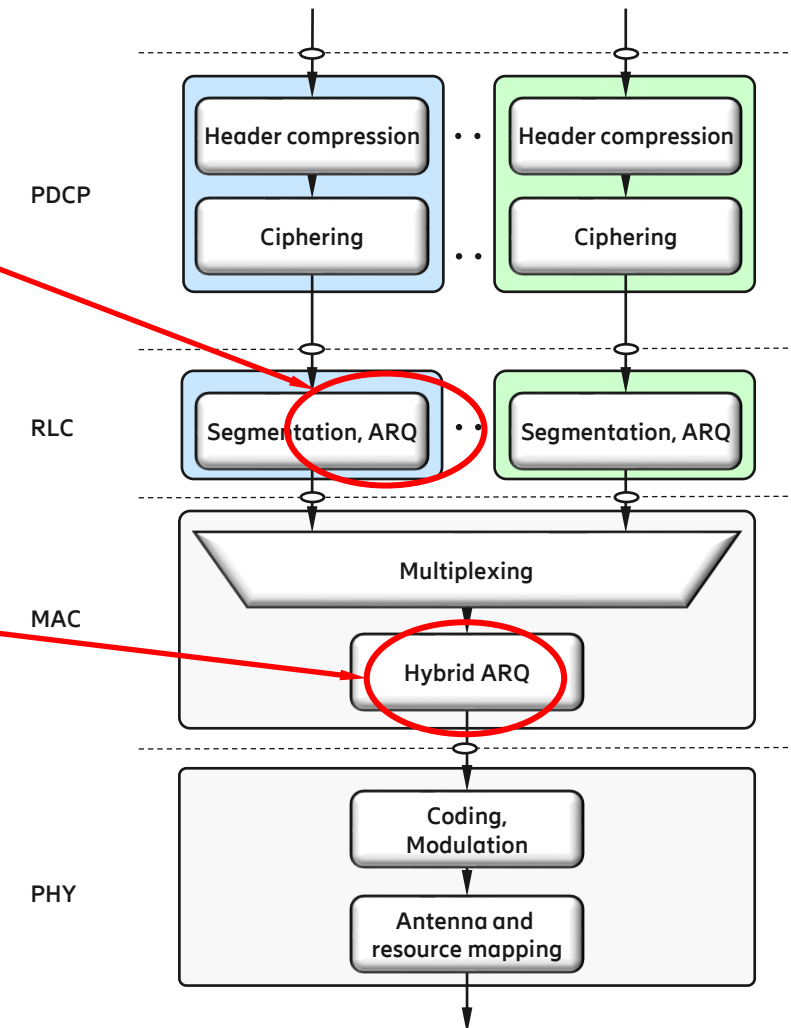 Header compression
Header compression
PDCP
Ciphering
Ciphering
RLC
Segmentation, ARQ
Segmentation, ARQ
Multiplexing
MAC
Hybrid ARQ
Coding,
Modulation
PHY
Antenna and
resource mapping